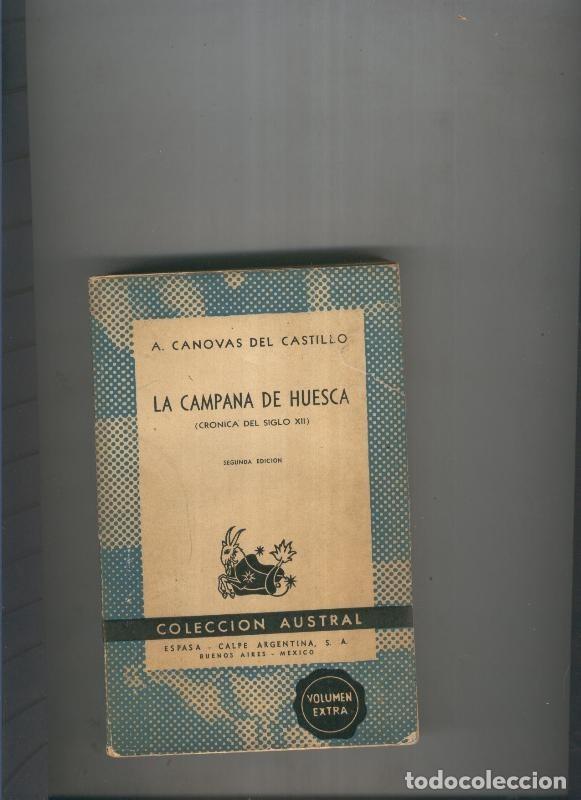 A. CANOVAS DEL CASTILLO
LA CAMPANA DE HUESCA
(CRONICA DEL SIGLO XII)
SEGUNDA EDICION
COLECCION AUSTRAL
ESPASA - CALPE ARGENTINA, S. A.
BUENOS AIRES - MEXICO
VOLUMEN
EXTRA
todocoleccion